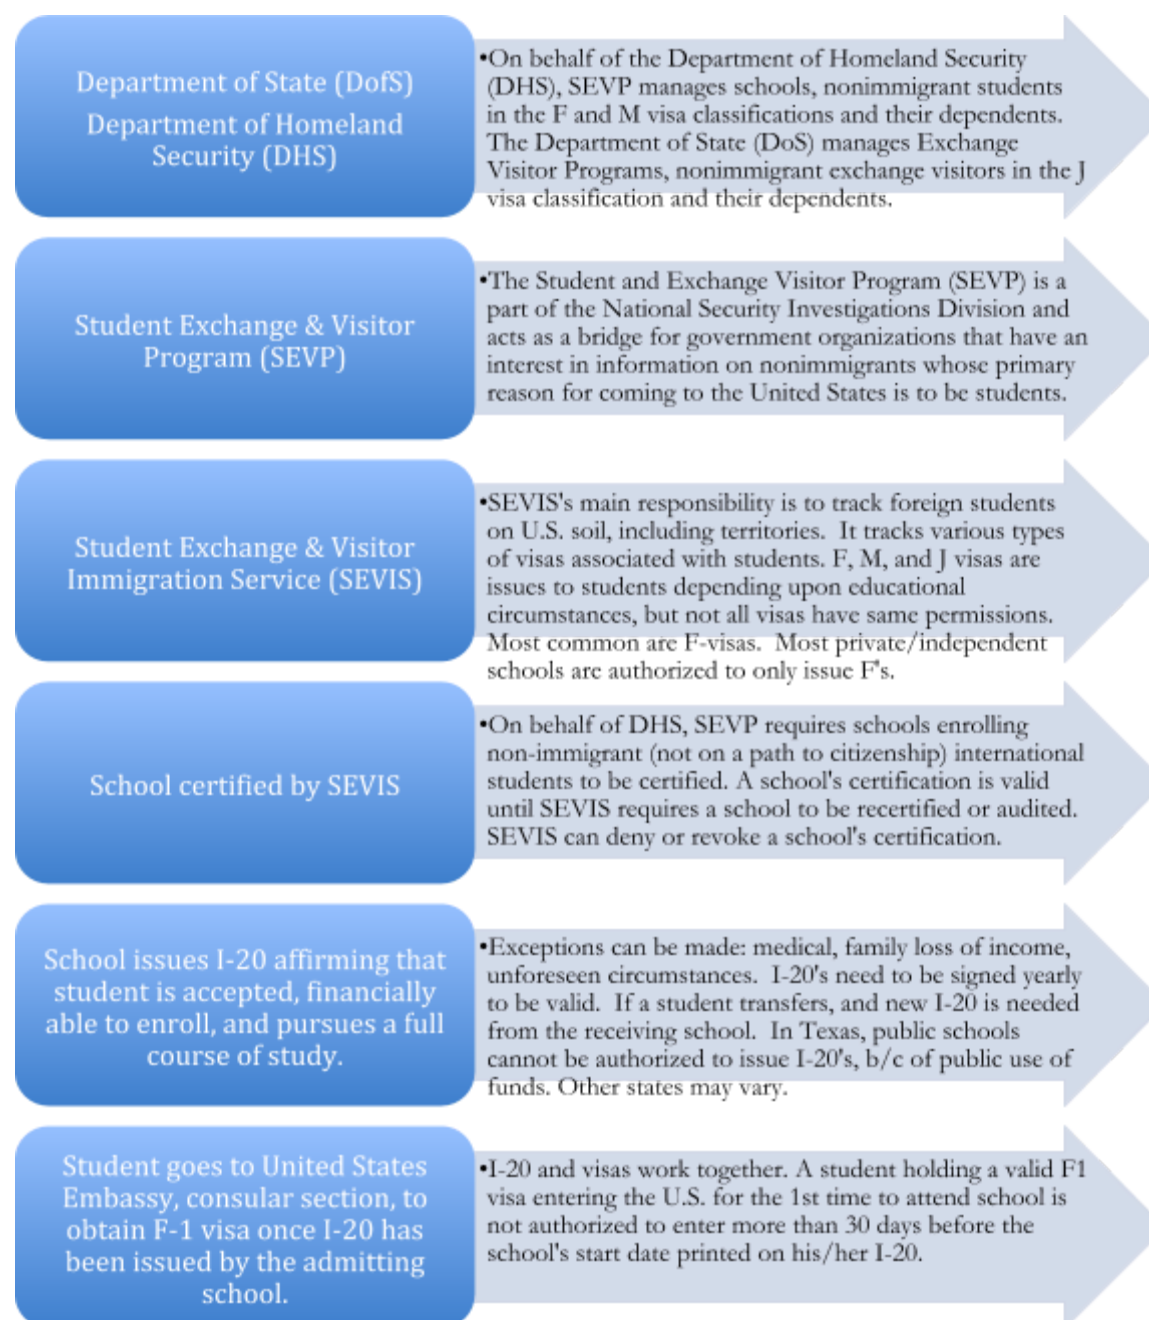 Department of State (DofS)
Department of Homeland
Security (DHS)
•On behalf of the Department of Homeland Security
(DHS), SEVP manages schools, nonimmigrant students
in the F and M visa classifications and their dependents.
The Department of State (DoS) manages Exchange
Visitor Programs, nonimmigrant exchange visitors in the J
visa classification and their dependents.
Student Exchange & Visitor
Program (SEVP)
•The Student and Exchange Visitor Program (SEVP) is a
part of the National Security Investigations Division and
acts as a bridge for government organizations that have an
interest in information on nonimmigrants whose primary
reason for coming to the United States is to be students.
Student Exchange & Visitor
Immigration Service (SEVIS)
•SEVIS's main responsibility is to track foreign students
on U.S. soil, including territories.  It tracks various types
of visas associated with students. F, M, and J visas are
issues to students depending upon educational
circumstances, but not all visas have same permissions.
Most common are F-visas.  Most private/independent
schools are authorized to only issue F's.
School certified by SEVIS
•On behalf of DHS, SEVP requires schools enrolling
non-immigrant (not on a path to citizenship) international
students to be certified. A school's certification is valid
until SEVIS requires a school to be recertified or audited.
SEVIS can deny or revoke a school's certification.
School issues I-20 affirming that
student is accepted, financially
able to enroll, and pursues a full
course of study.
•Exceptions can be made: medical, family loss of income,
unforeseen circumstances.  I-20's need to be signed yearly
to be valid.  If a student transfers, and new I-20 is needed
from the receiving school.  In Texas, public schools
cannot be authorized to issue I-20's, b/c of public use of
funds. Other states may vary.
Student goes to United States
Embassy, consular section, to
obtain F-1 visa once I-20 has
been issued by the admitting
school.
•I-20 and visas work together. A student holding a valid F1
visa entering the U.S. for the 1st time to attend school is
not authorized to enter more than 30 days before the
school's start date printed on his/her I-20.